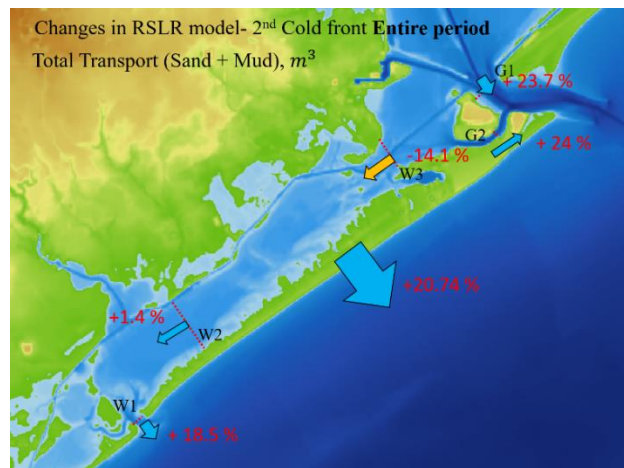 Changes in RSLR model- 2ⁿᵈ Cold front Entire period
Total Transport (Sand + Mud), m³
G1
+ 23.7 %
G2
+ 24 %
-14.1 %
W3
+20.74 %
+1.4 %
W2
W1
+ 18.5 %